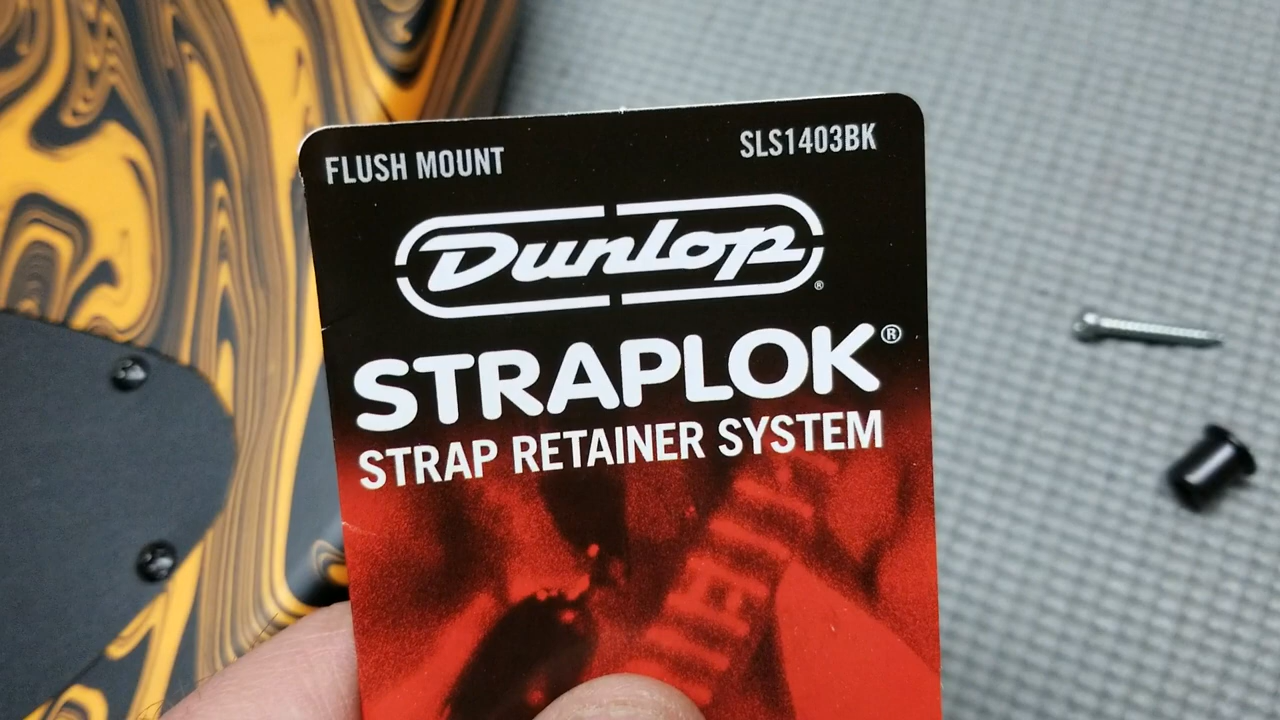 FLUSH MOUNT
SLS1403BK
Dunlop®
STRAPLOK®
STRAP RETAINER SYSTEM